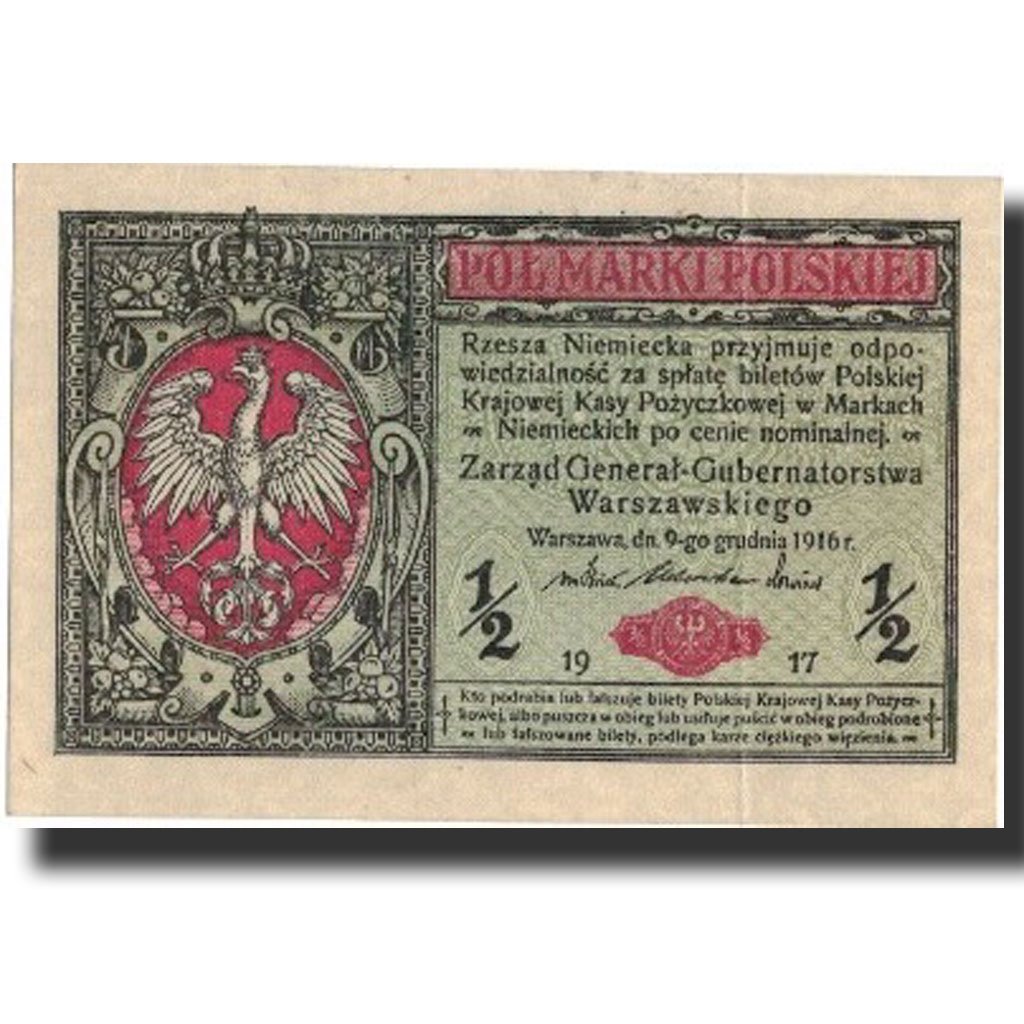 PÓŁ MARKI POLSKIEJ
Rzesza Niemiecka przyjmuje odpo-
wiedzialność za spłatę biletów Polskiej
Krajowej Kasy Pożyczkowej w Markach
Niemieckich po cenie nominalnej.
Zarząd Generał-Gubernatorstwa
Warszawskiego
Warszawa, dn. 9-go grudnia 1916 r.
1/2 1/2
19 17
Kto podrabia lub fałszuje bilety Polskiej Krajowej Kasy Pożycz-
kowej, albo puszcza w obieg lub usiłuje puścić w obieg podrobione
lub fałszowane bilety, podlega karze ciężkiego więzienia.